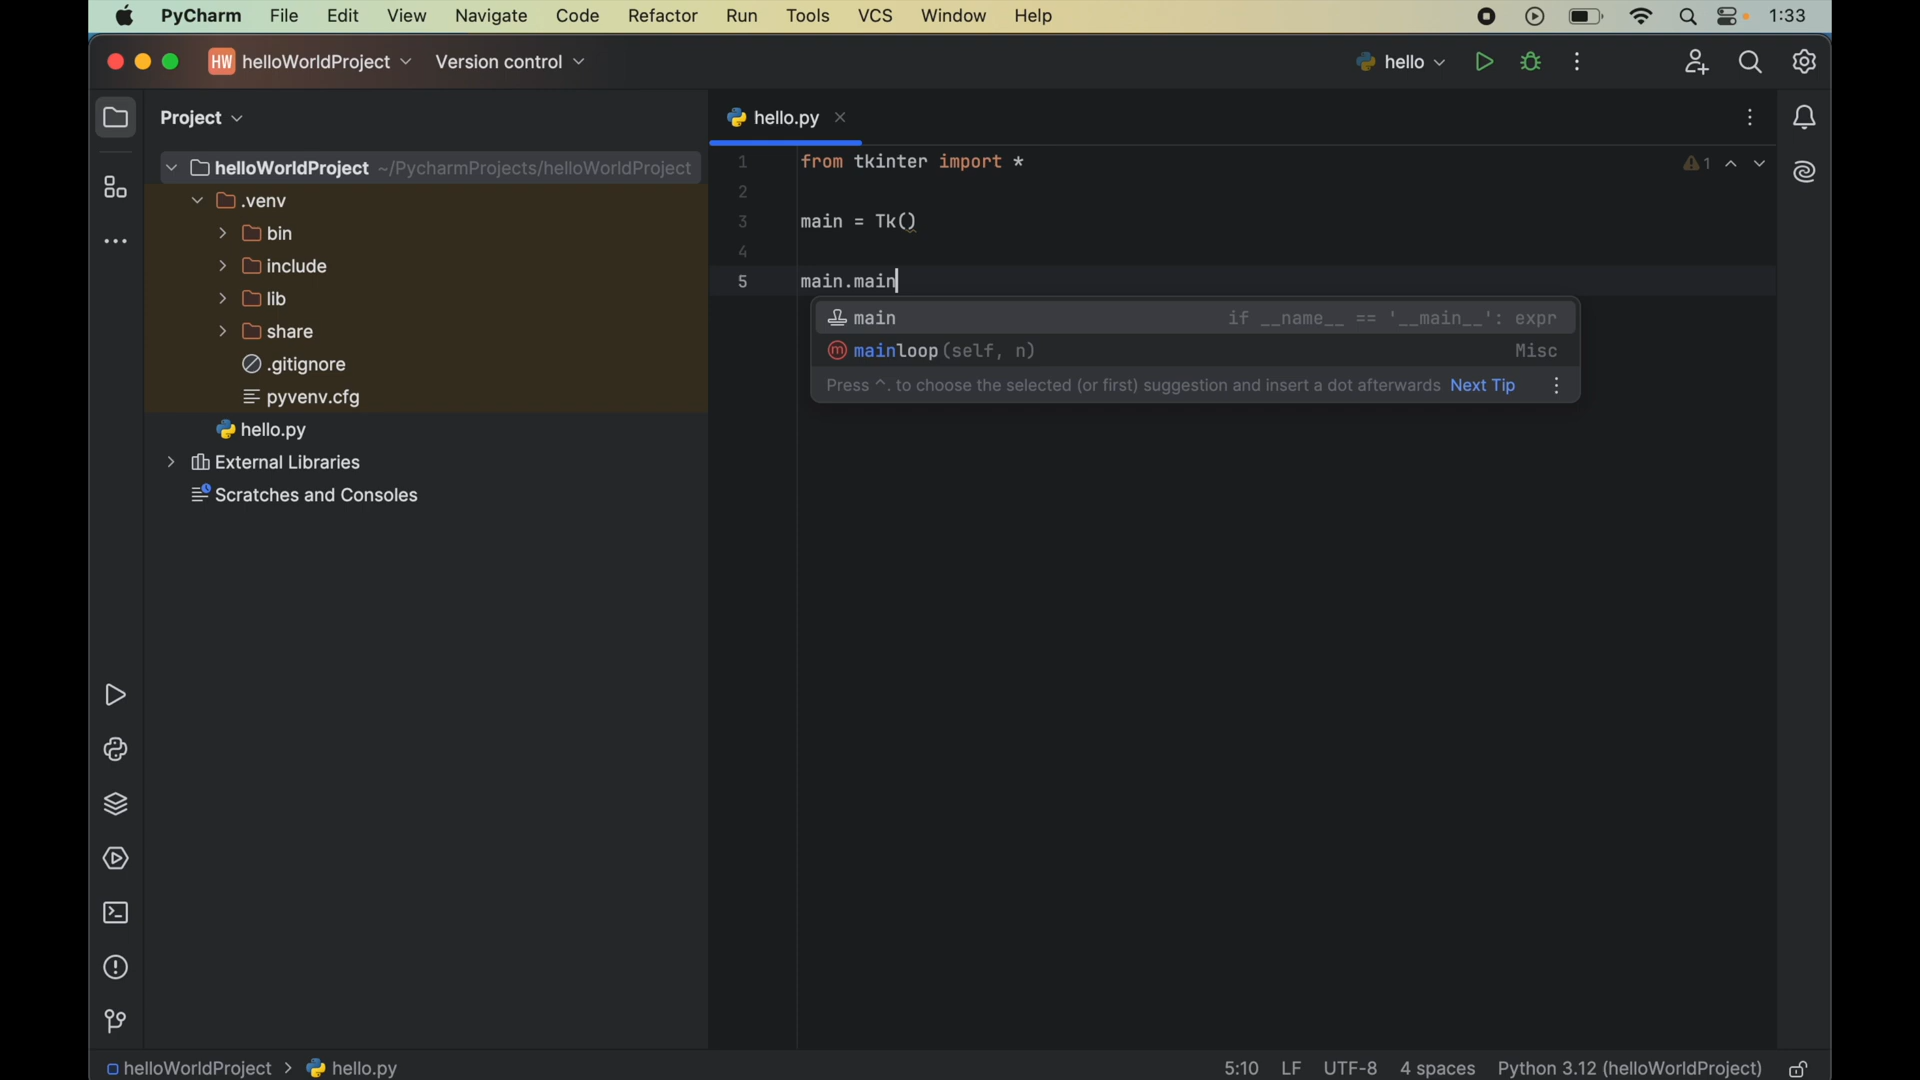 PyCharm File Edit View Navigate Code Refactor Run Tools VCS Window Help 1:33
HW helloWorldProject Version control hello
Project
helloWorldProject ~/PycharmProjects/helloWorldProject
.venv
bin
include
lib
share
.gitignore
pyvenv.cfg
hello.py
External Libraries
Scratches and Consoles
hello.py
1 from tkinter import * 1
2
3 main = Tk()
4
5 main.main
main if __name__ == '__main__': expr
m mainloop(self, n) Misc
Press ^. to choose the selected (or first) suggestion and insert a dot afterwards Next Tip
helloWorldProject > hello.py 5:10 LF UTF-8 4 spaces Python 3.12 (helloWorldProject)